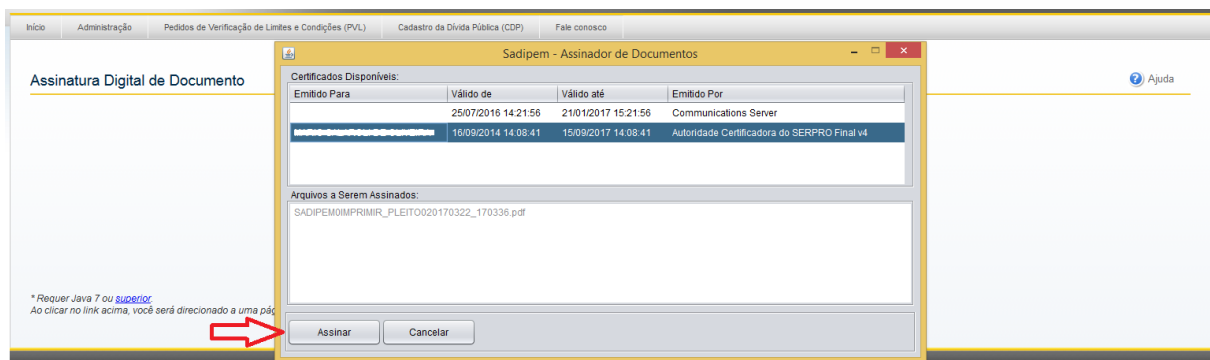 Início Administração Pedidos de Verificação de Limites e Condições (PVL) Cadastro da Dívida Pública (CDP) Fale conosco
Sadipem - Assinador de Documentos
Assinatura Digital de Documento
Ajuda
Certificados Disponíveis:
Emitido Para Válido de Válido até Emitido Por
25/07/2016 14:21:56 21/01/2017 15:21:56 Communications Server
16/09/2014 14:08:41 15/09/2017 14:08:41 Autoridade Certificadora do SERPRO Final v4
Arquivos a Serem Assinados:
SADIPEM0IMPRIMIR_PLEITO020170322_170336.pdf
* Requer Java 7 ou superior.
Ao clicar no link acima, você será direcionado a uma
Assinar Cancelar